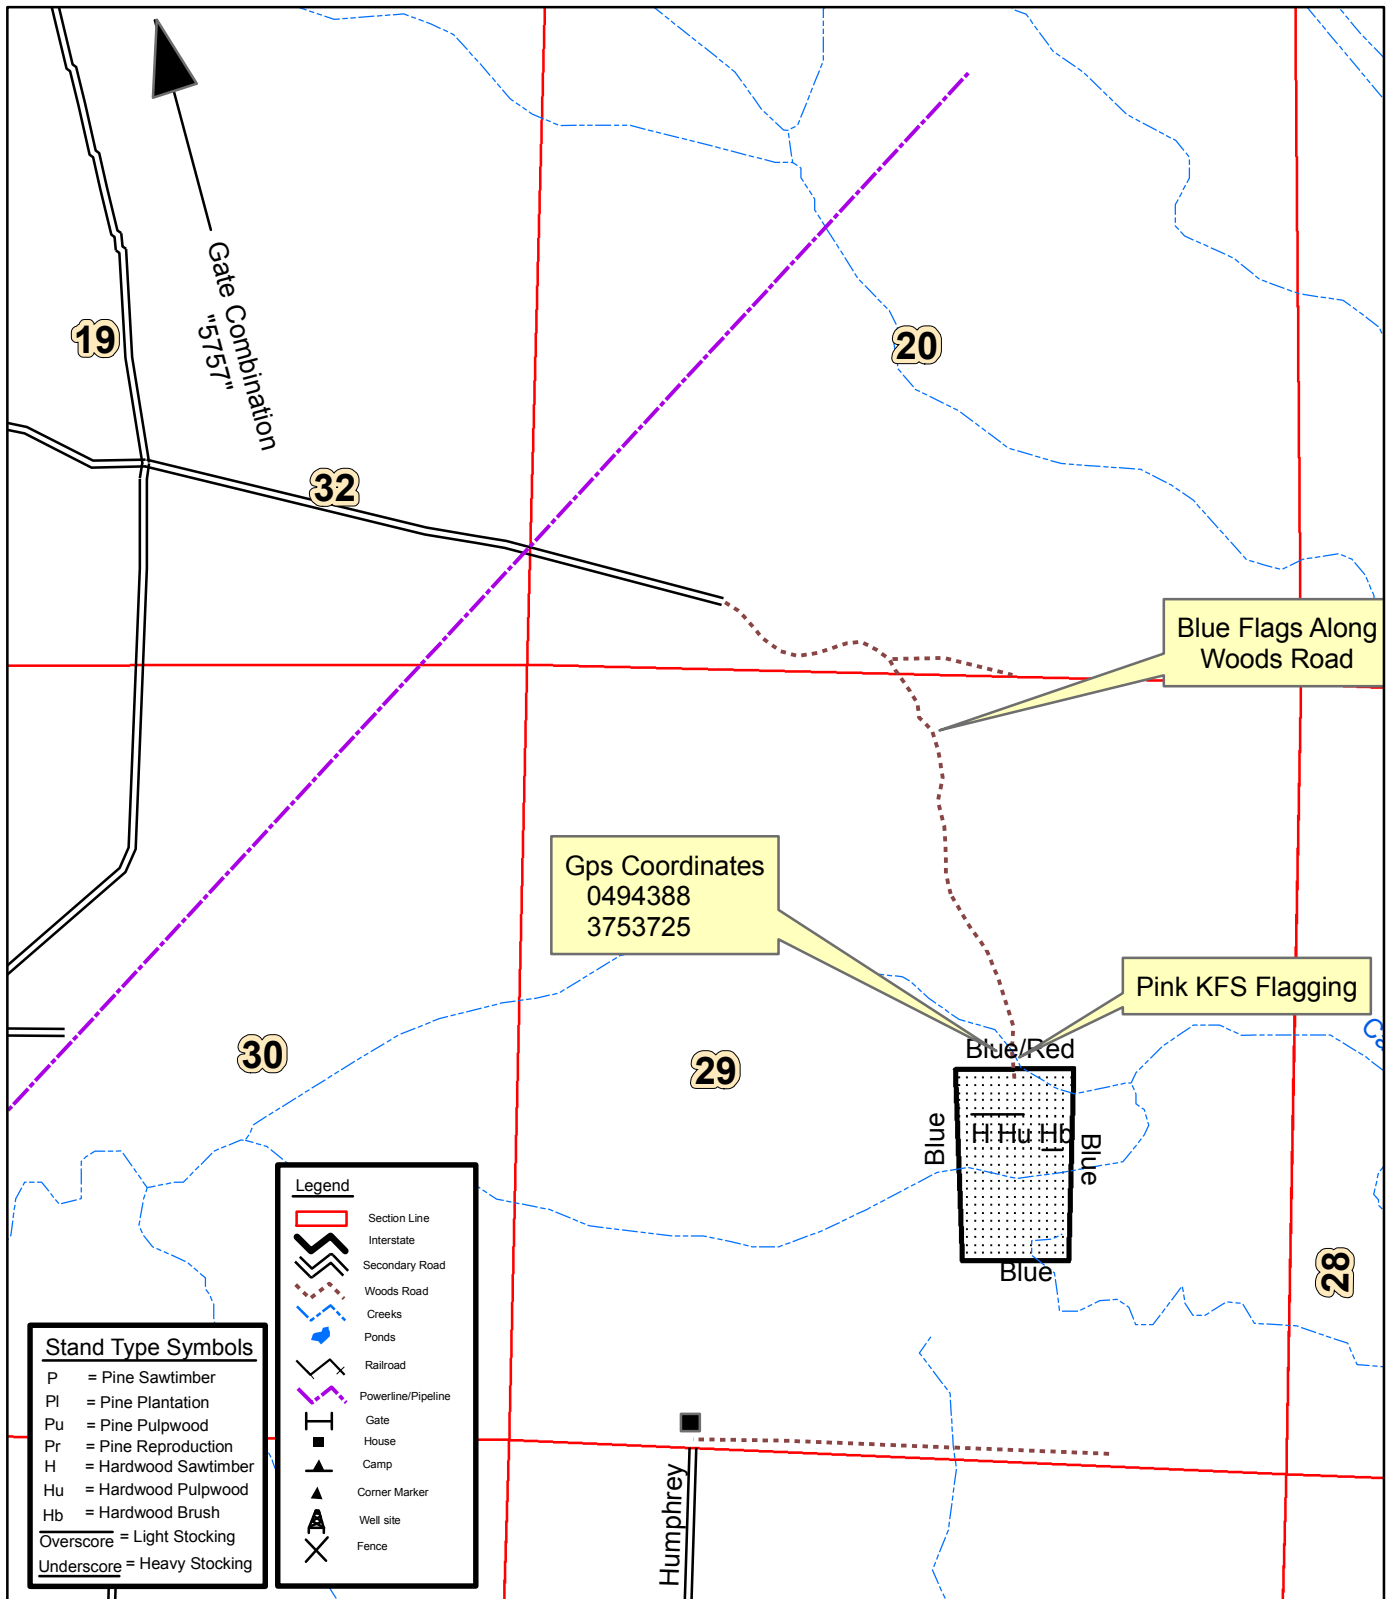 Gate Combination
"5757"
19
20
32
Blue Flags Along
Woods Road
Gps Coordinates
0494388
3753725
Pink KFS Flagging
30
29
Blue/Red
Blue
H Hu Hb
Blue
Blue
28
Legend
Section Line
Interstate
Secondary Road
Woods Road
Creeks
Ponds
Railroad
Powerline/Pipeline
Gate
House
Camp
Corner Marker
Well site
Fence
Stand Type Symbols
P = Pine Sawtimber
Pl = Pine Plantation
Pu = Pine Pulpwood
Pr = Pine Reproduction
H = Hardwood Sawtimber
Hu = Hardwood Pulpwood
Hb = Hardwood Brush
Overscore = Light Stocking
Underscore = Heavy Stocking
Humphrey